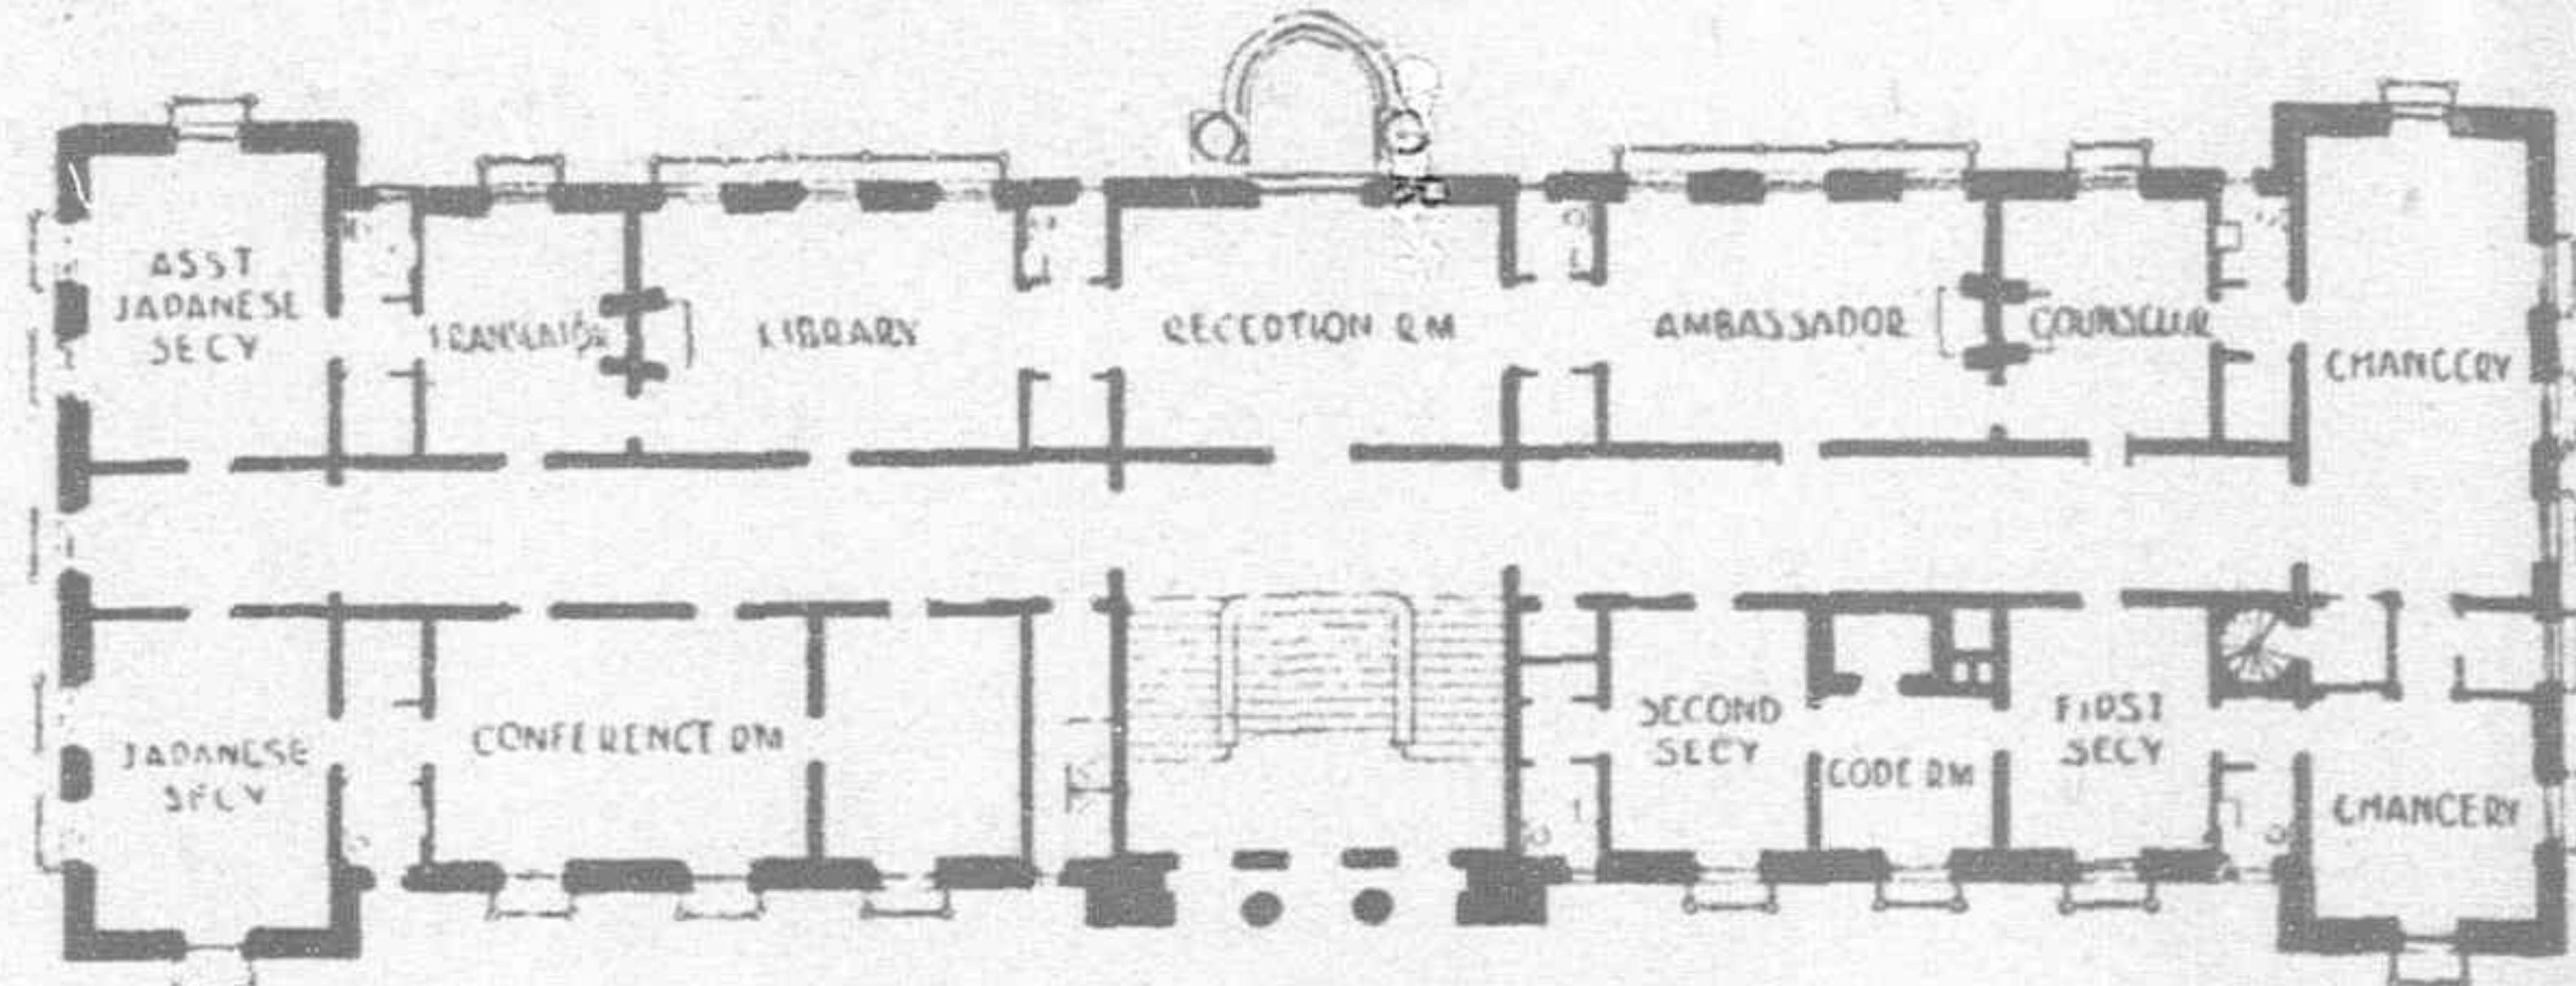 ASST
JAPANESE
SECY
TRANSLATOR
LIBRARY
RECEPTION RM
AMBASSADOR
COUNSELOR
CHANCERY
JAPANESE
SECY
CONFERENCE RM
SECOND
SECY
CODE RM
FIRST
SECY
CHANCERY